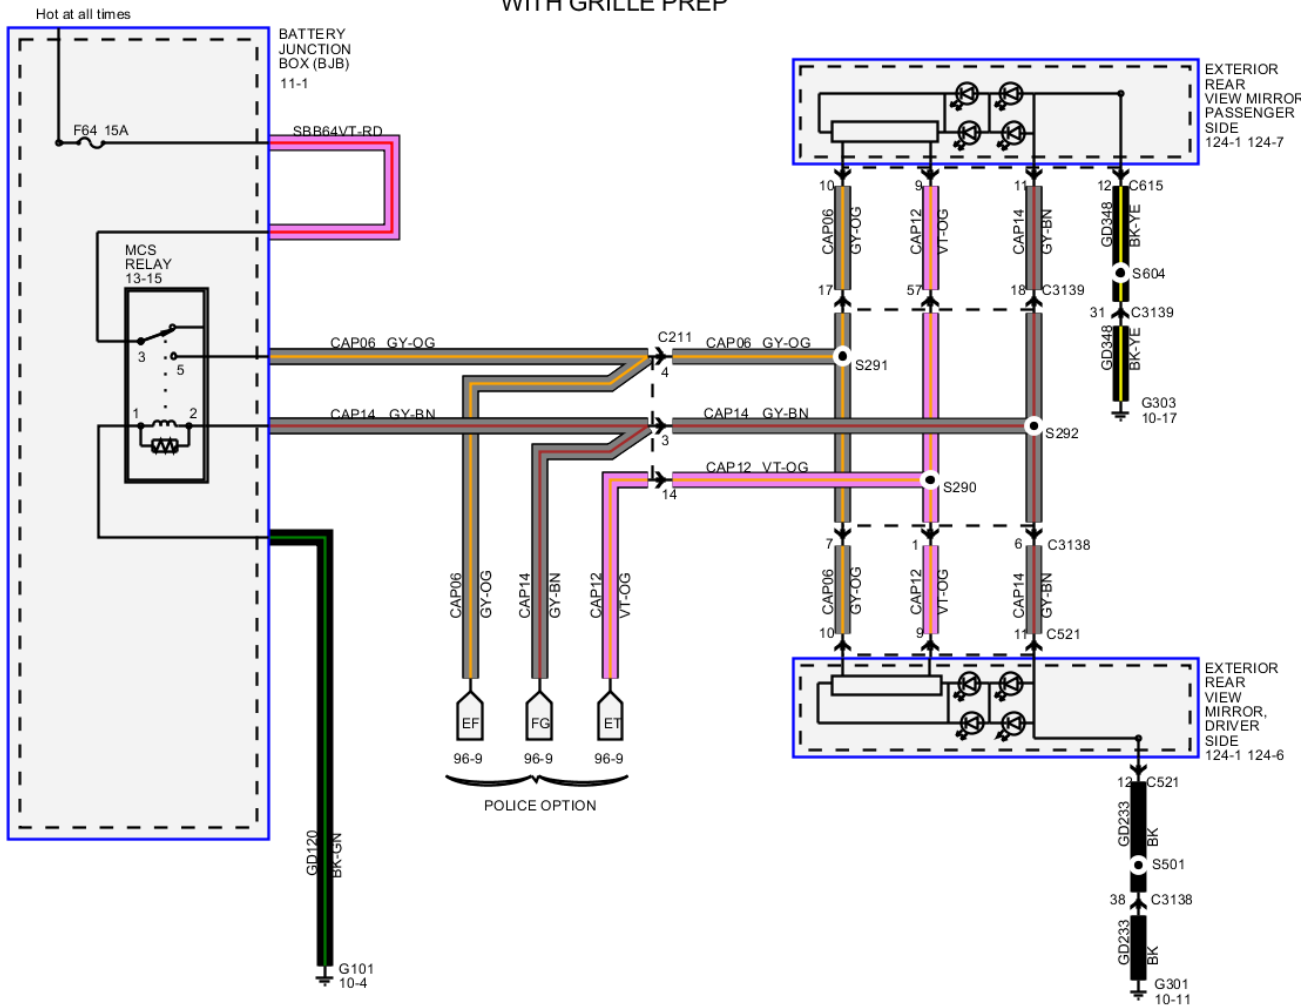 WITH GRILLE PREP
Hot at all times
BATTERY
JUNCTION
BOX (BJB)
11-1
F64 15A
SBB64VT-RD
MCS
RELAY
13-15
3
5
1
2
CAP06 GY-OG
CAP14 GY-BN
C211
4
3
14
CAP06 GY-OG
CAP14 GY-BN
CAP12 VT-OG
S291
S292
S290
EXTERIOR
REAR
VIEW MIRROR
PASSENGER
SIDE
124-1 124-7
10
9
11
12
C615
CAP06
GY-OG
CAP12
VT-OG
CAP14
GY-BN
GD348
BK-YE
S604
17
57
18
C3139
31
C3139
GD348
BK-YE
G303
10-17
7
1
6
C3138
CAP06
GY-OG
CAP12
VT-OG
CAP14
GY-BN
10
9
11
C521
EXTERIOR
REAR
VIEW
MIRROR,
DRIVER
SIDE
124-1 124-6
12
C521
GD233
BK
S501
38
C3138
GD233
BK
G301
10-11
CAP06
GY-OG
CAP14
GY-BN
CAP12
VT-OG
EF
FG
ET
96-9
96-9
96-9
POLICE OPTION
GD120
BK-GN
G101
10-4